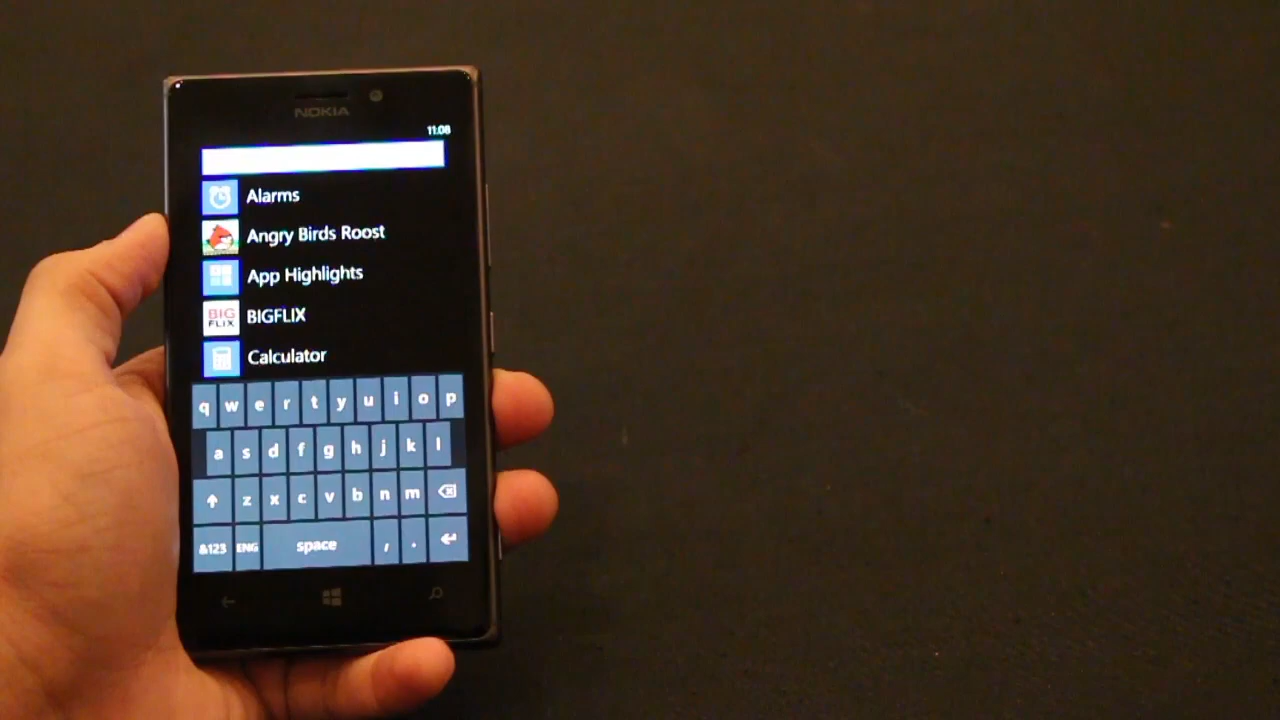 NOKIA
11:08
Alarms
Angry Birds Roost
App Highlights
BIG FLIX BIGFLIX
Calculator
q w e r t y u i o p
a s d f g h j k l
z x c v b n m
&123 ENG space , .